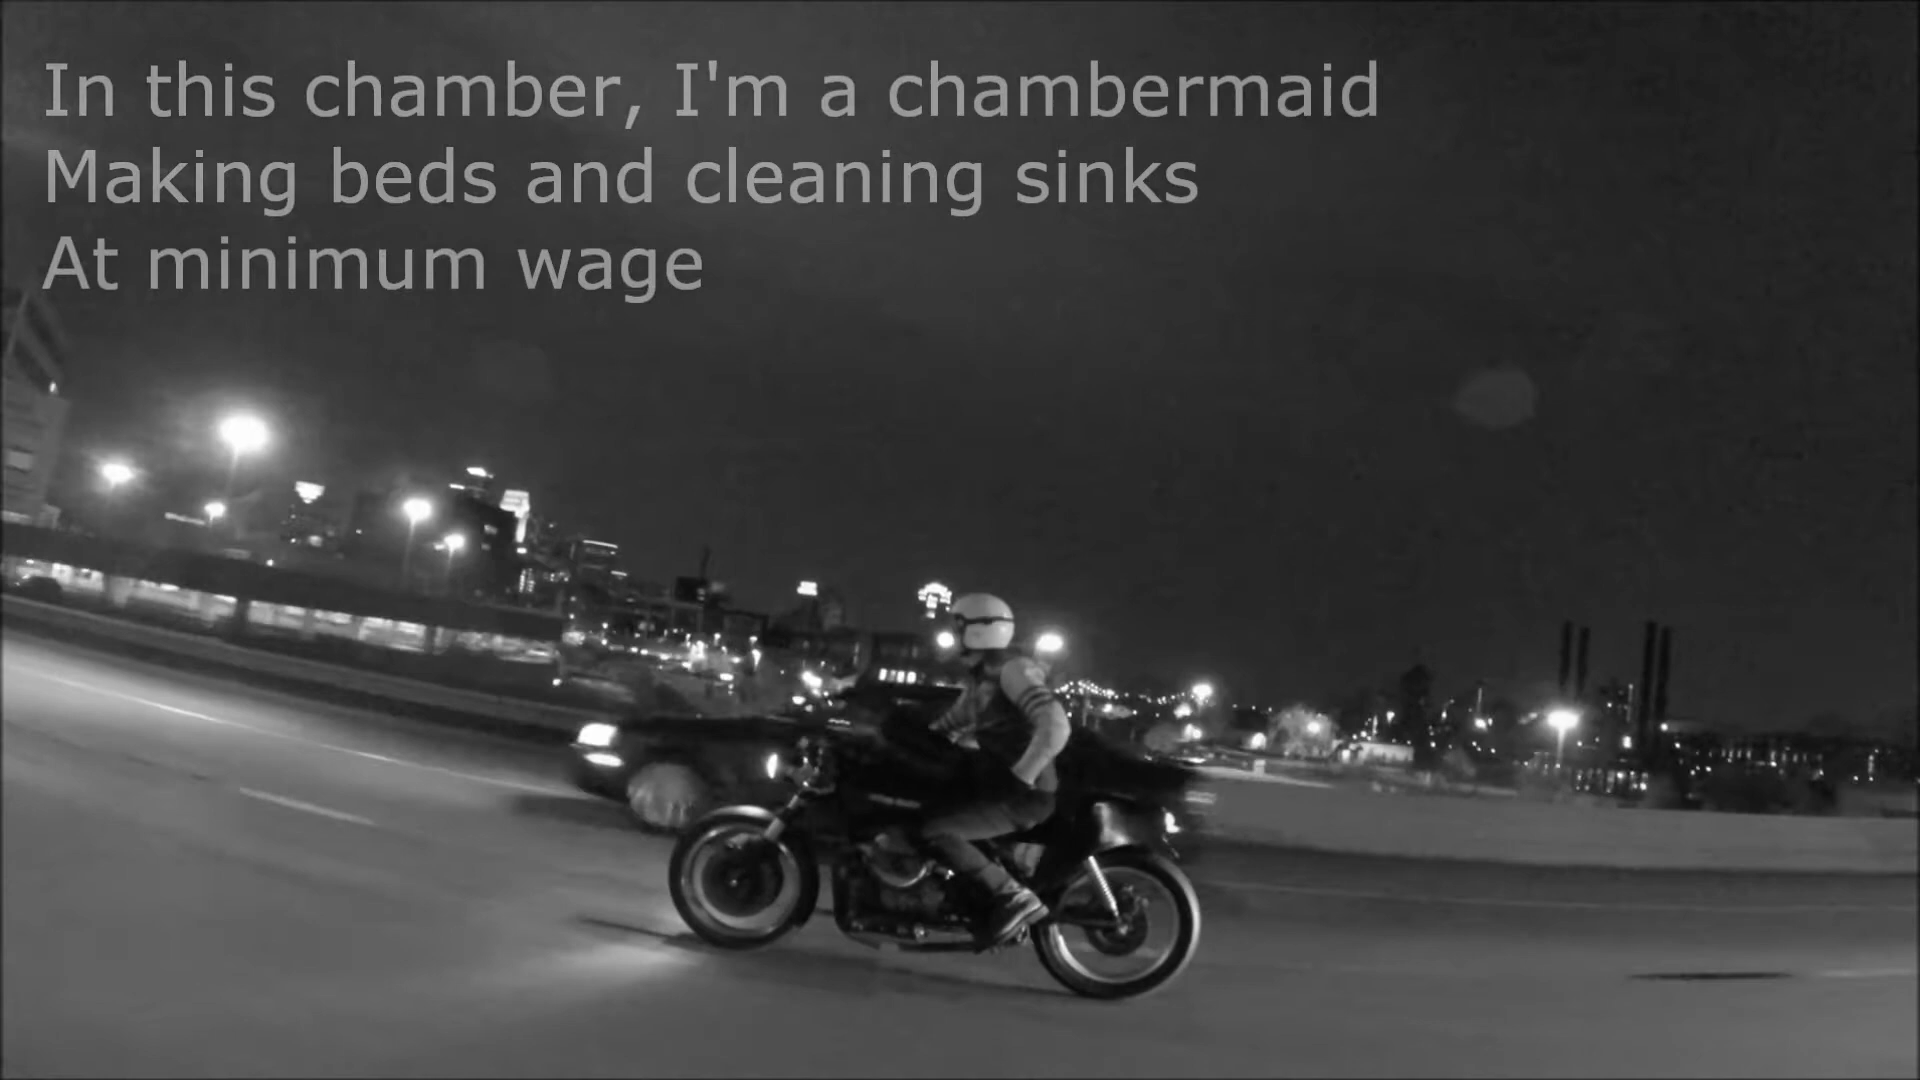 In this chamber, I'm a chambermaid
Making beds and cleaning sinks
At minimum wage